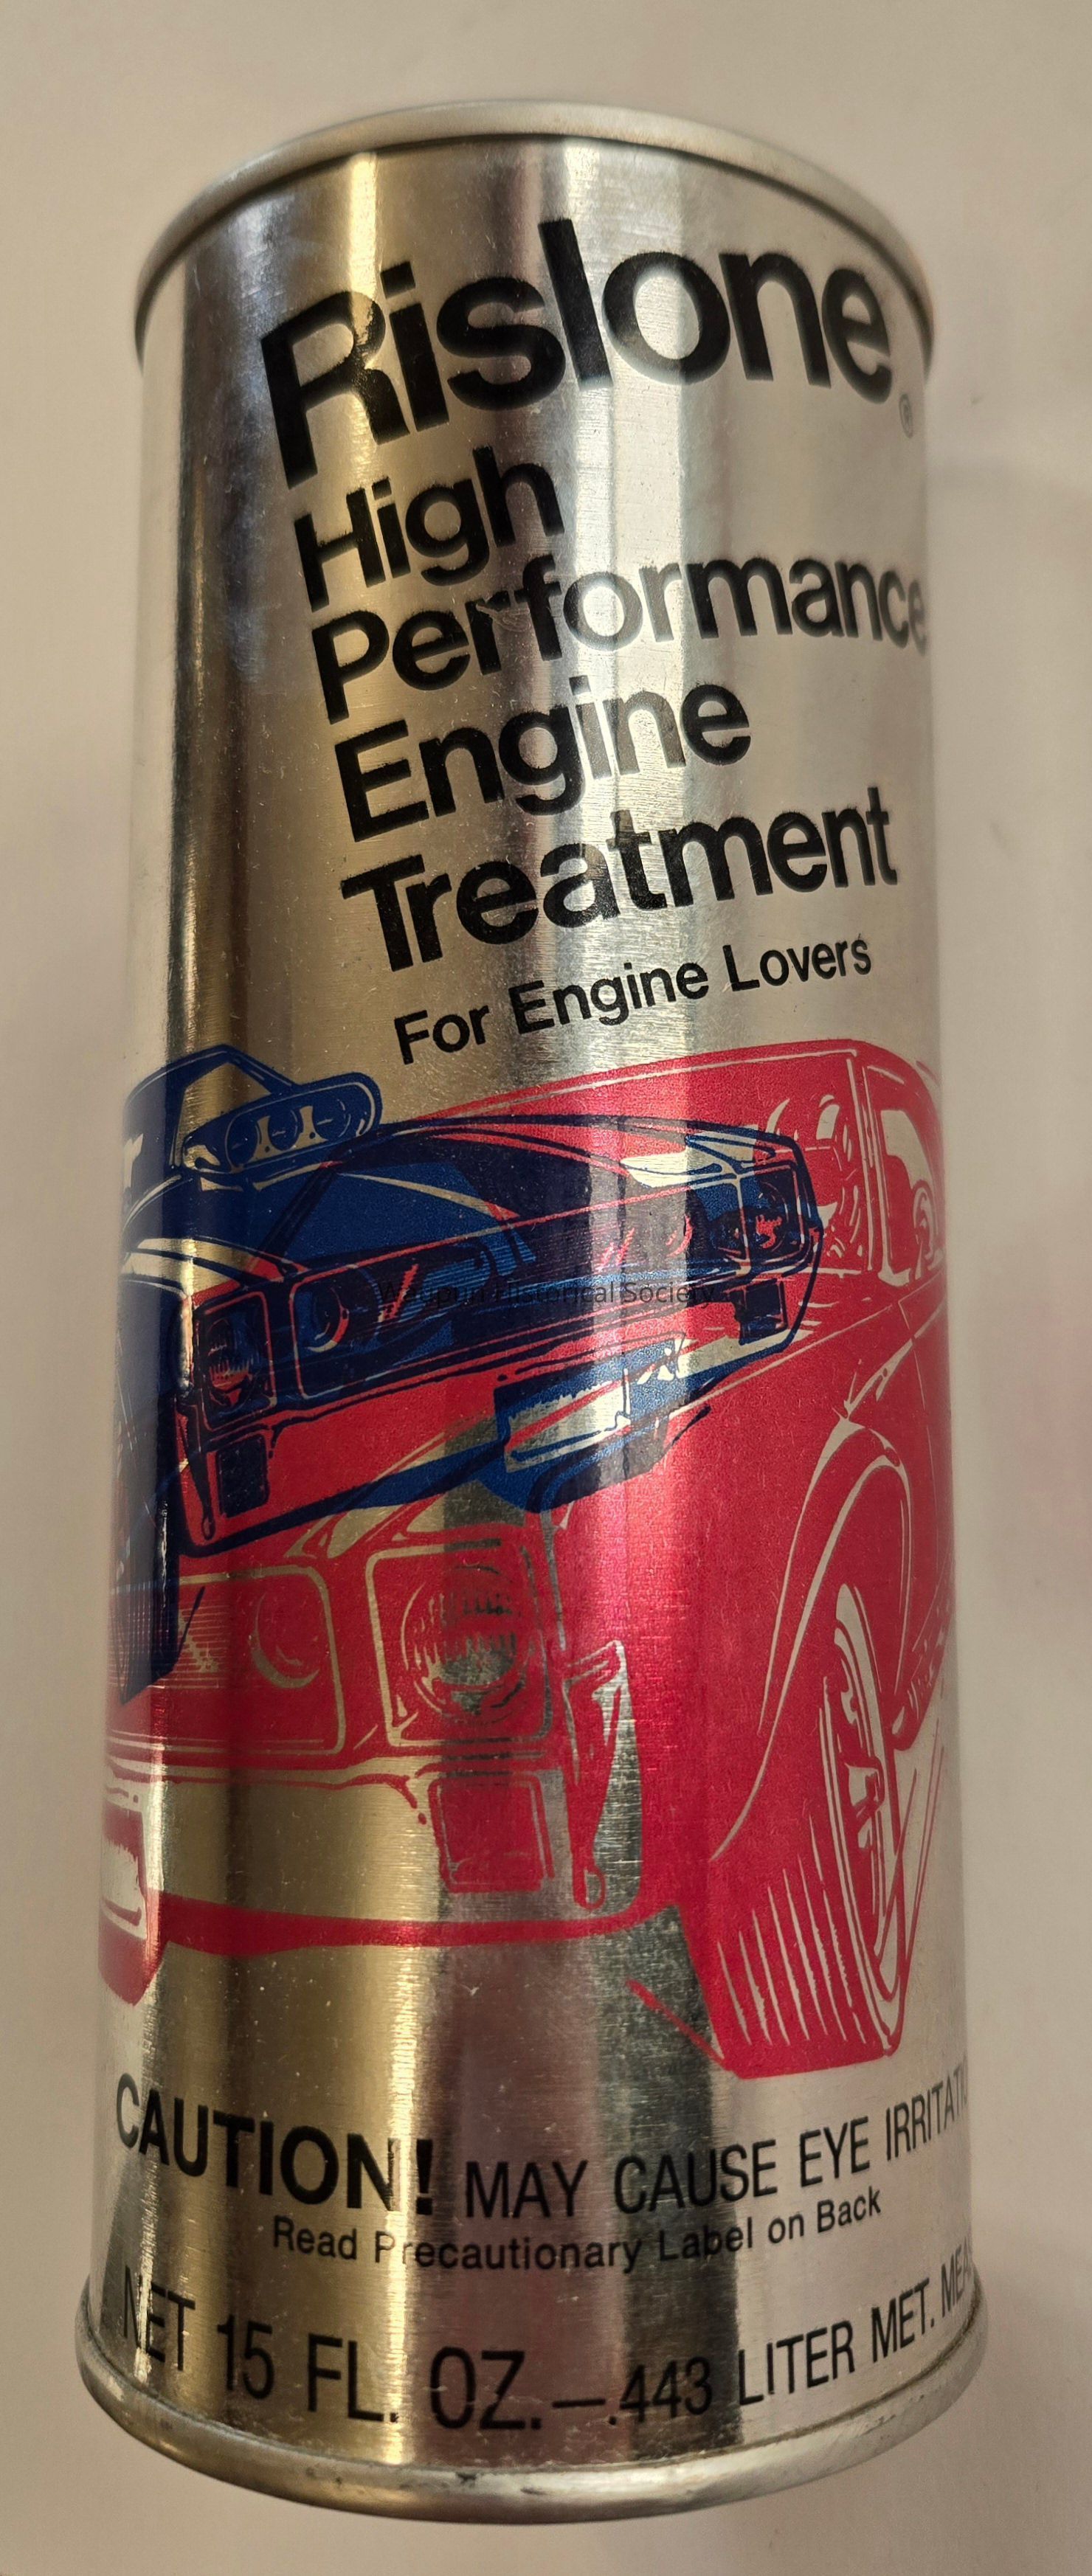 Rislone®
High
Performance
Engine
Treatment
For Engine Lovers
Waupun Historical Society
CAUTION! MAY CAUSE EYE
Read Precautionary Label on Back
NET 15 FL. OZ.—.443 LITER MET.